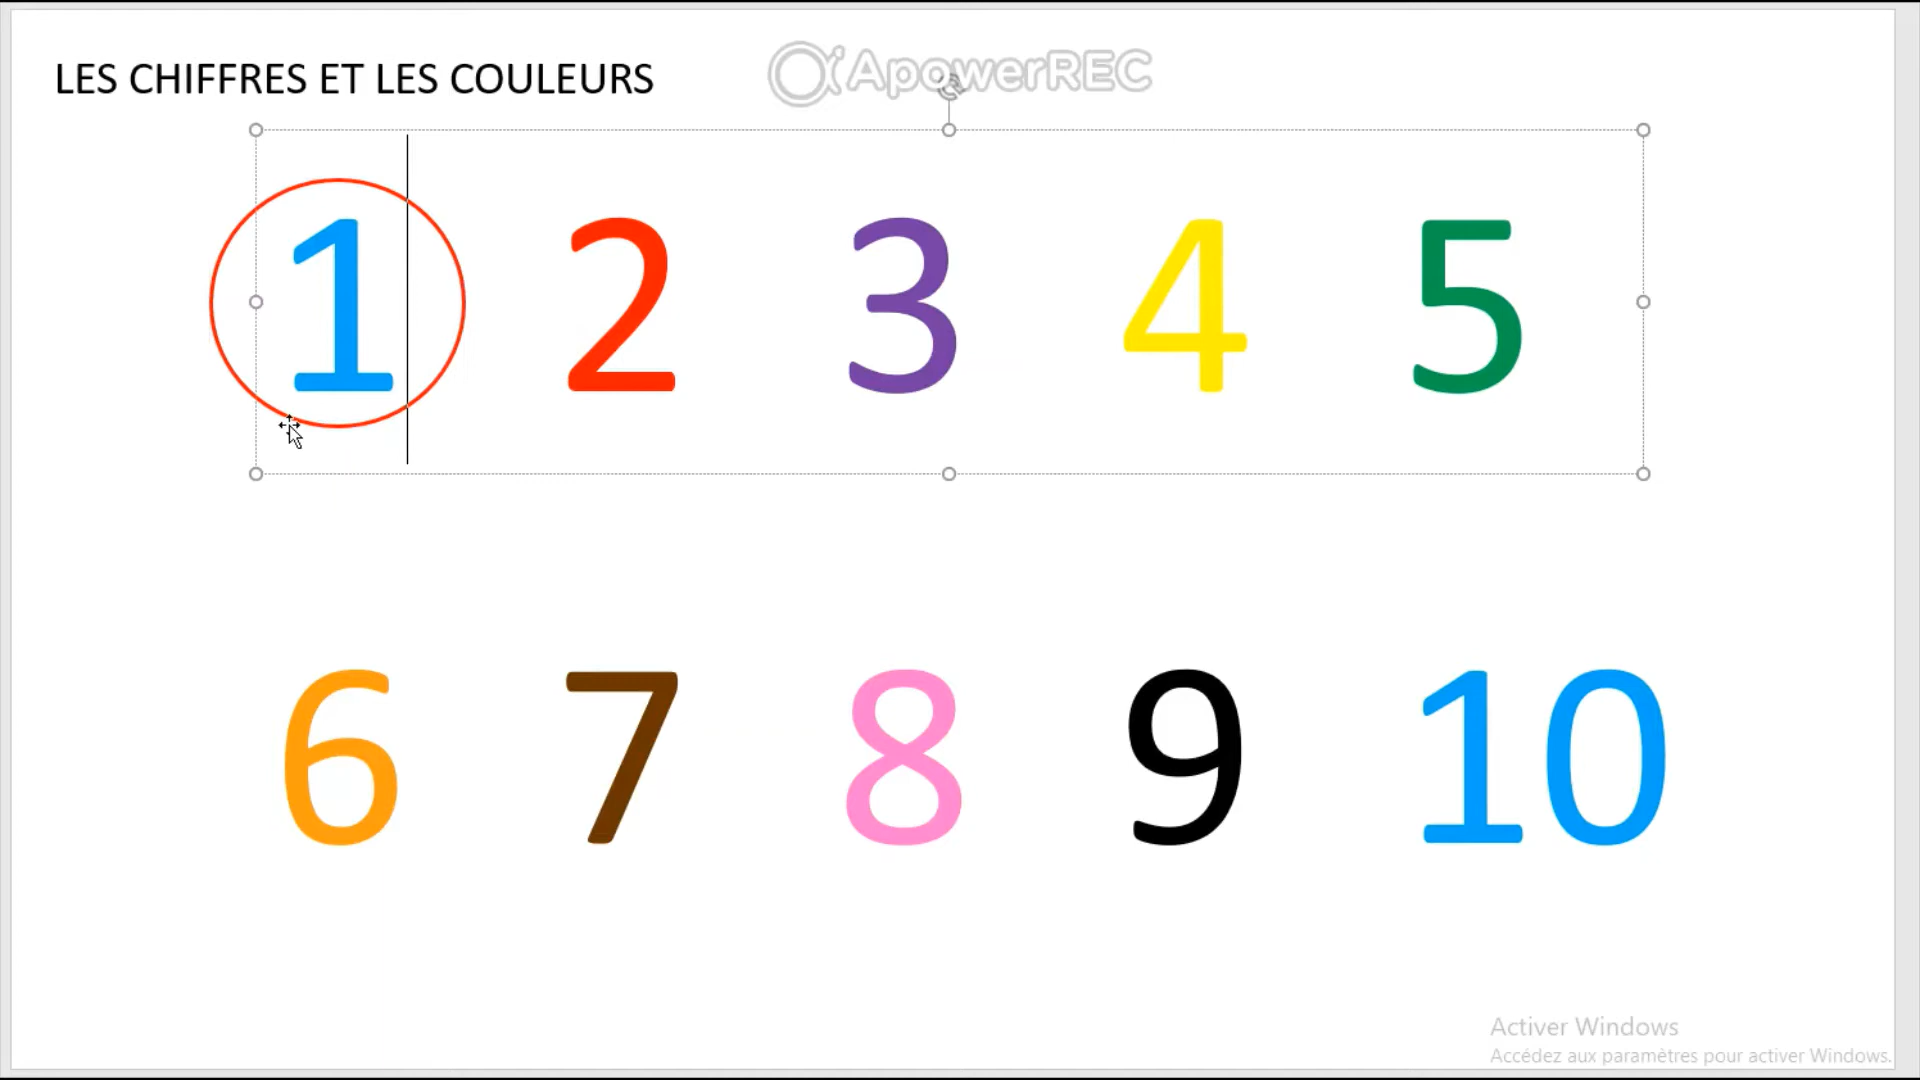 LES CHIFFRES ET LES COULEURS
ApowerREC
1 2 3 4 5
6 7 8 9 10
Activer Windows
Accédez aux paramètres pour activer Windows.